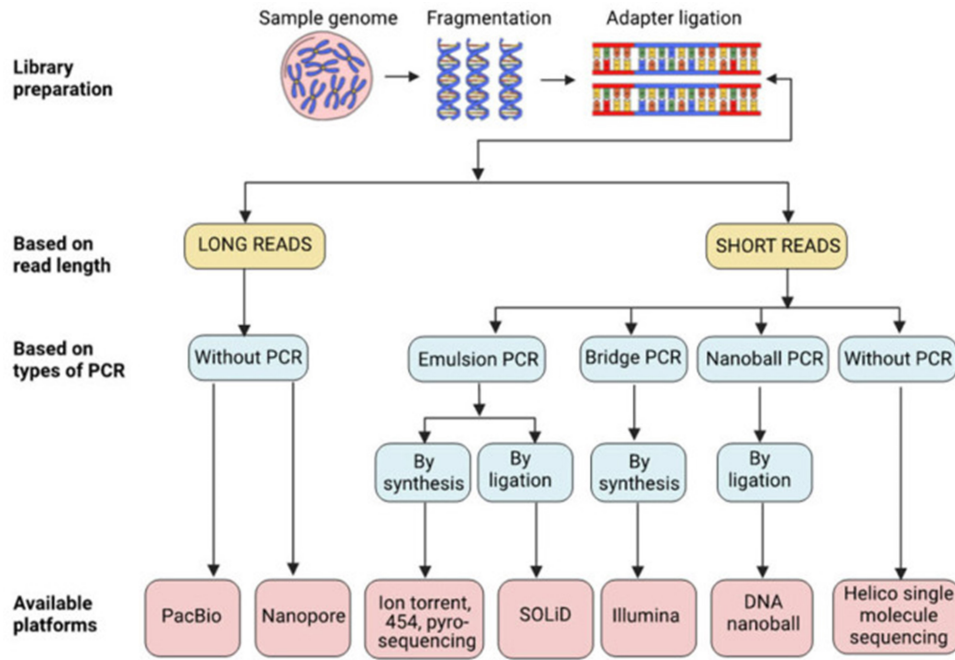 Sample genome
Fragmentation
Adapter ligation
Library
preparation
Based on
read length
LONG READS
SHORT READS
Based on
types of PCR
Without PCR
Emulsion PCR
Bridge PCR
Nanoball PCR
Without PCR
By
synthesis
By
ligation
By
synthesis
By
ligation
Available
platforms
PacBio
Nanopore
Ion torrent,
454, pyro-
sequencing
SOLiD
Illumina
DNA
nanoball
Helico single
molecule
sequencing